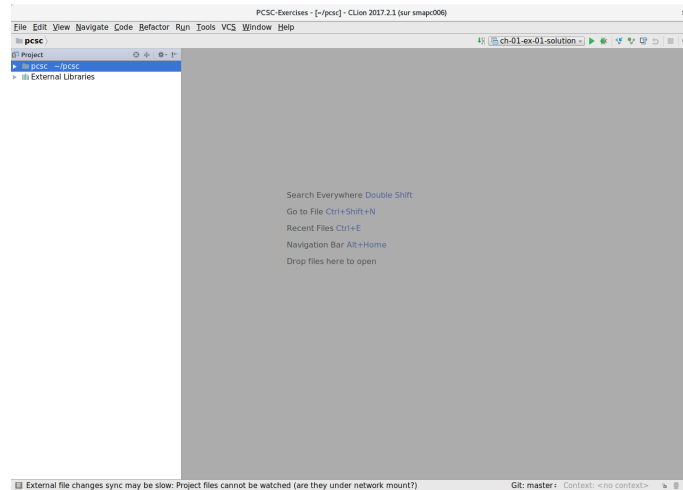 PCSC-Exercises - [~/pcsc] - CLion 2017.2.1 (sur smapc006)
File Edit View Navigate Code Refactor Run Tools VCS Window Help
pcsc
ch-01-ex-01-solution
Project
pcsc ~/pcsc
External Libraries
Search Everywhere Double Shift
Go to File Ctrl+Shift+N
Recent Files Ctrl+E
Navigation Bar Alt+Home
Drop files here to open
External file changes sync may be slow: Project files cannot be watched (are they under network mount?)
Git: master Context: <no context>